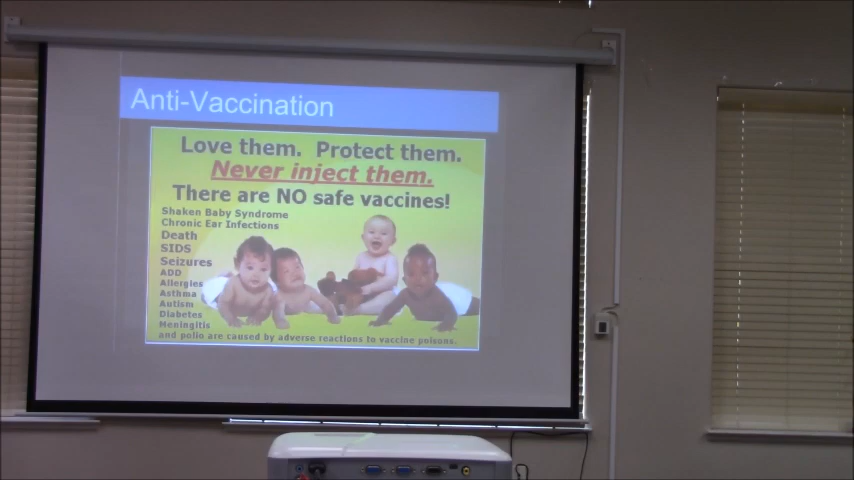 Anti-Vaccination
Love them. Protect them.
Never inject them.
There are NO safe vaccines!
Shaken Baby Syndrome
Chronic Ear Infections
Death
SIDS
Seizures
ADD
Allergies
Asthma
Autism
Diabetes
Meningitis
and polio are caused by adverse reactions to vaccine poisons.